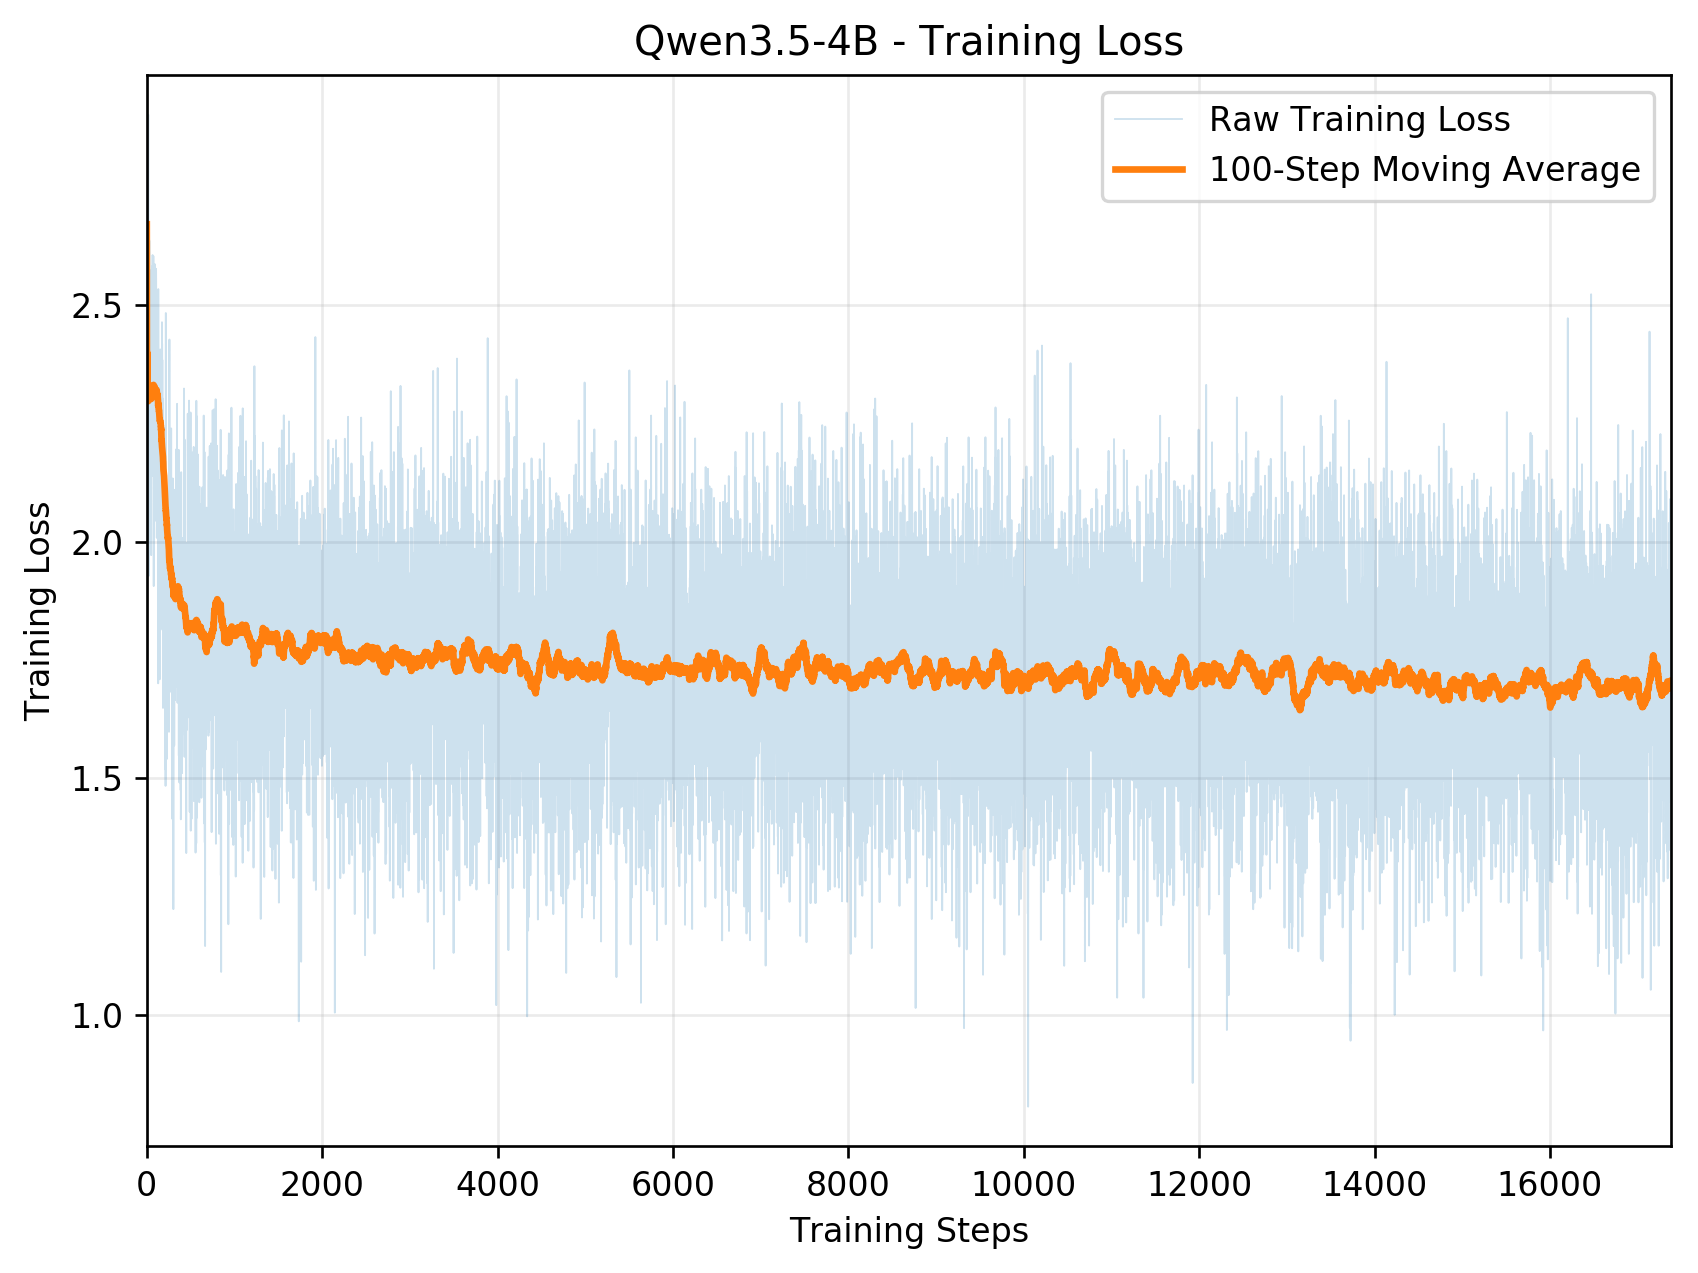 Qwen3.5-4B - Training Loss
Raw Training Loss
100-Step Moving Average
Training Loss
2.5
2.0
1.5
1.0
0 2000 4000 6000 8000 10000 12000 14000 16000
Training Steps